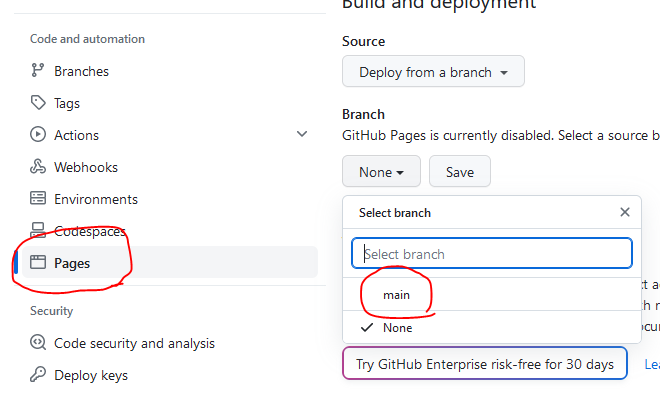 Code and automation
Branches
Tags
Actions
Webhooks
Environments
Codespaces
Pages
Security
Code security and analysis
Deploy keys
Build and deployment
Source
Deploy from a branch
Branch
GitHub Pages is currently disabled. Select a source b
None
Save
Select branch
Select branch
main
None
Try GitHub Enterprise risk-free for 30 days
Lea